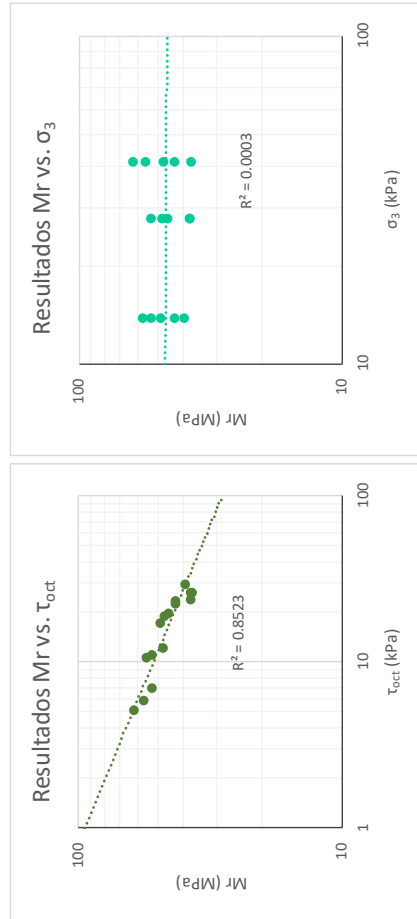 Resultados Mr vs. τoct
100
Mr (MPa)
10
R² = 0.8523
1
10
100
τoct (kPa)
Resultados Mr vs. σ3
100
Mr (MPa)
10
R² = 0.0003
10
100
σ3 (kPa)